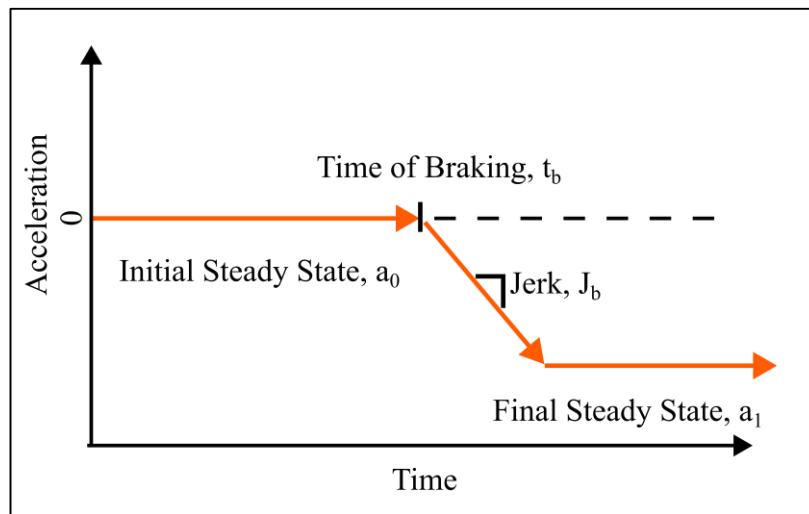 Time of Braking, t_b
Acceleration
0
Initial Steady State, a_0
Jerk, J_b
Final Steady State, a_1
Time